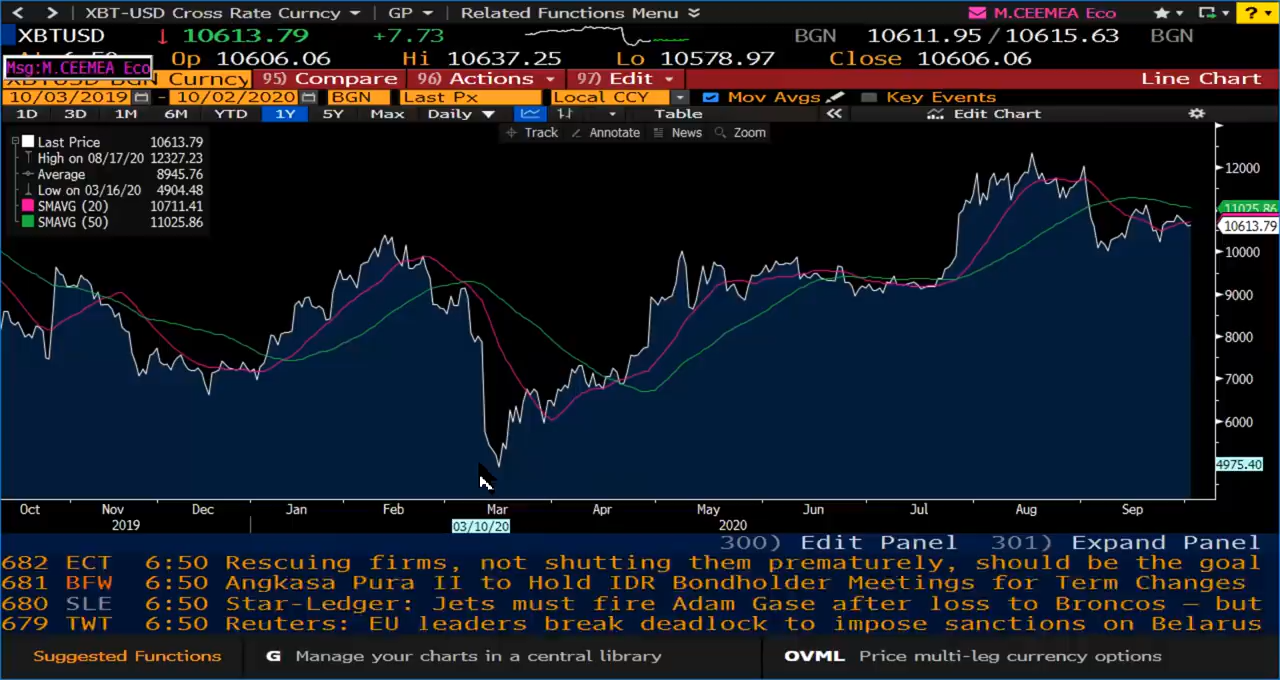 < > XBT-USD Cross Rate Curncy GP Related Functions Menu M.CEEMEA Eco ?
XBTUSD ↓ 10613.79 +7.73 BGN 10611.95/10615.63 BGN
Op 10606.06 Hi 10637.25 Lo 10578.97 Close 10606.06
Msg:M.CEEMEA Eco
XBTUSD BGN Curncy 95) Compare 96) Actions 97) Edit Line Chart
10/03/2019 - 10/02/2020 BGN Last Px Local CCY Mov Avgs Key Events
1D 3D 1M 6M YTD 1Y 5Y Max Daily Table « Edit Chart
Track Annotate News Zoom
Last Price 10613.79
High on 08/17/20 12327.23
Average 8945.76
Low on 03/16/20 4904.48
SMAVG (20) 10711.41
SMAVG (50) 11025.86
12000
11025.86
10613.79
10000
9000
8000
7000
6000
4975.40
Oct Nov Dec Jan Feb Mar Apr May Jun Jul Aug Sep
2019 03/10/20 2020
300) Edit Panel 301) Expand Panel
682 ECT 6:50 Rescuing firms, not shutting them prematurely, should be the goal
681 BFW 6:50 Angkasa Pura II to Hold IDR Bondholder Meetings for Term Changes
680 SLE 6:50 Star-Ledger: Jets must fire Adam Gase after loss to Broncos – but
679 TWT 6:50 Reuters: EU leaders break deadlock to impose sanctions on Belarus
Suggested Functions G Manage your charts in a central library OVML Price multi-leg currency options